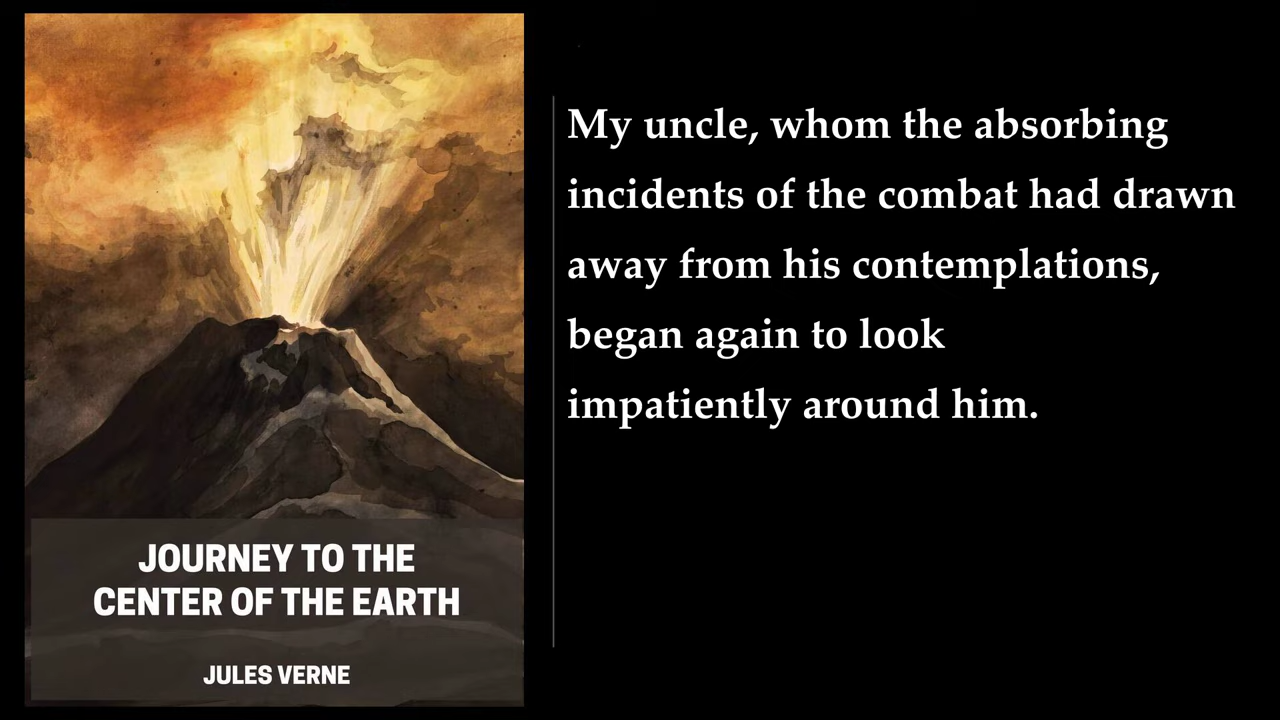 My uncle, whom the absorbing
incidents of the combat had drawn
away from his contemplations,
began again to look
impatiently around him.
JOURNEY TO THE
CENTER OF THE EARTH
JULES VERNE